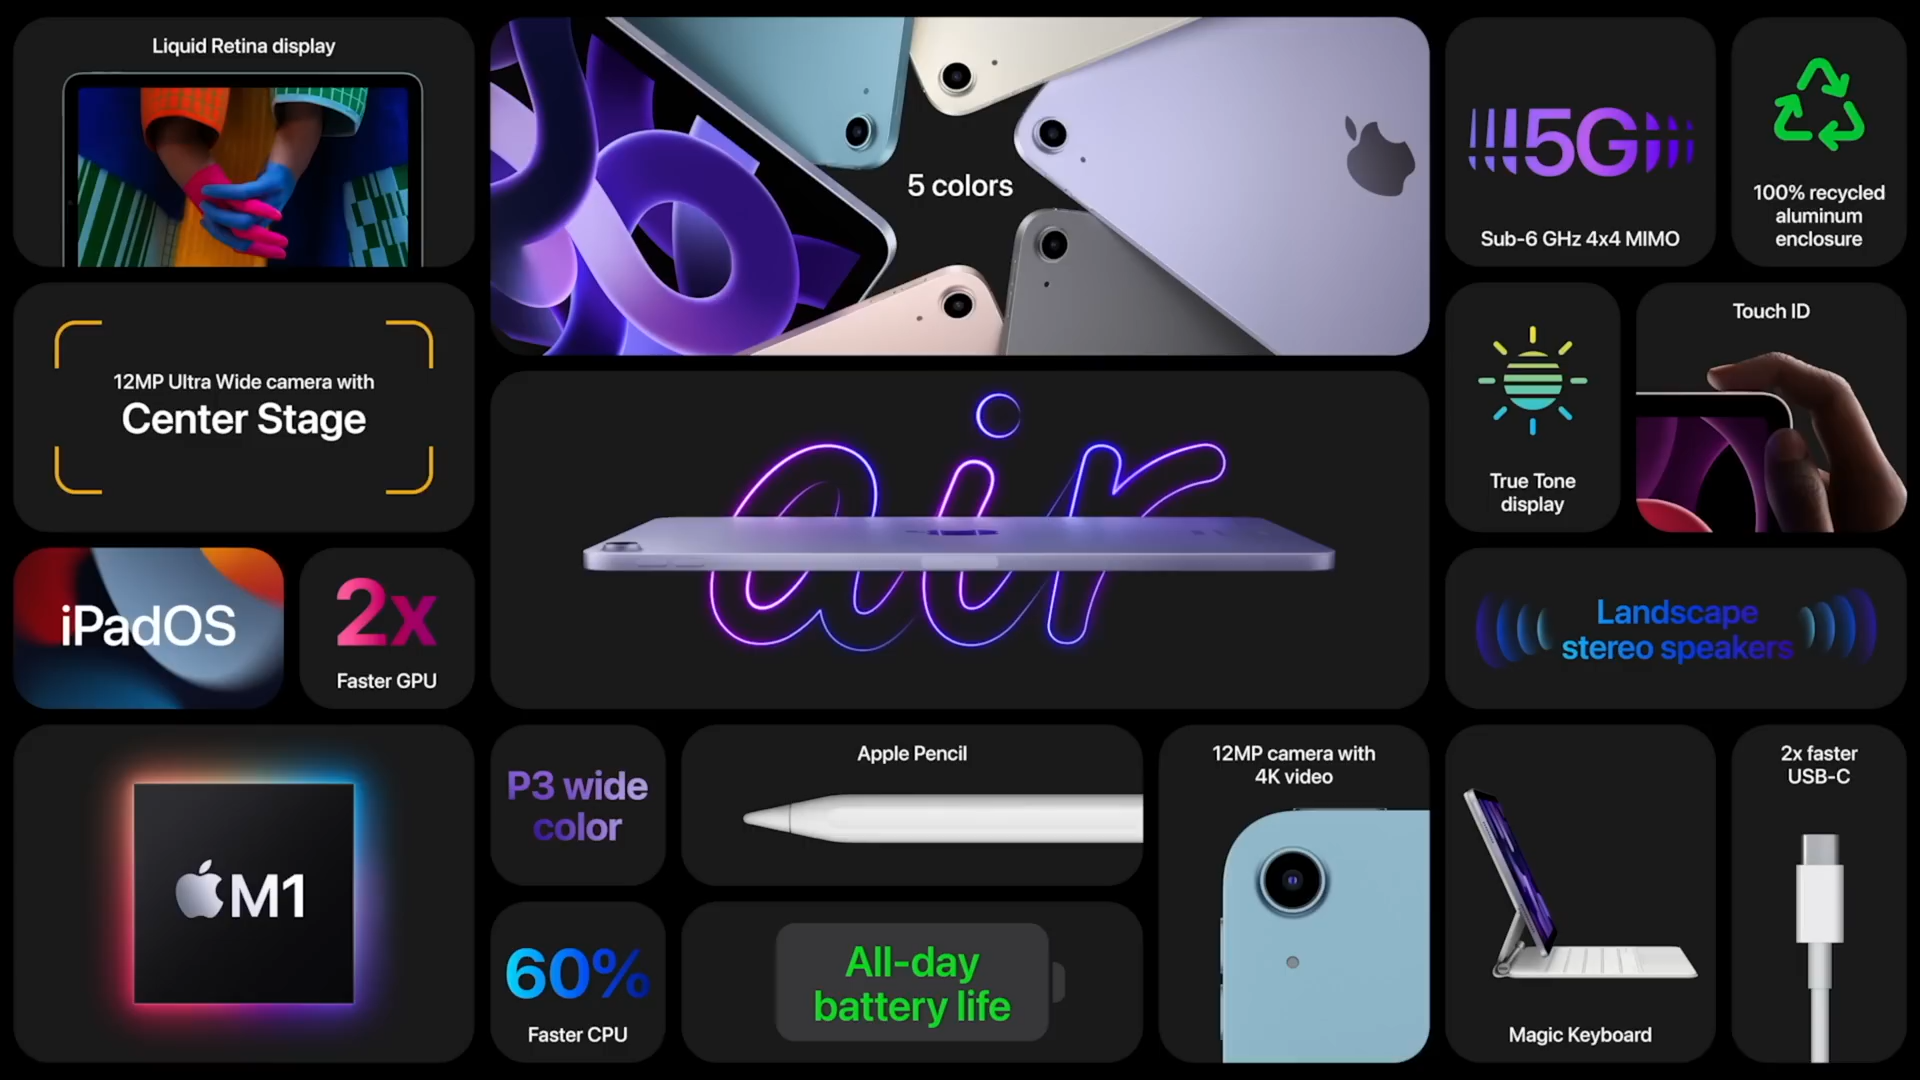 Liquid Retina display
5 colors
5G
Sub-6 GHz 4x4 MIMO
100% recycled
aluminum
enclosure
12MP Ultra Wide camera with
Center Stage
air
True Tone
display
Touch ID
iPadOS
2x
Faster GPU
Landscape
stereo speakers
M1
P3 wide
color
Apple Pencil
12MP camera with
4K video
Magic Keyboard
2x faster
USB-C
60%
Faster CPU
All-day
battery life